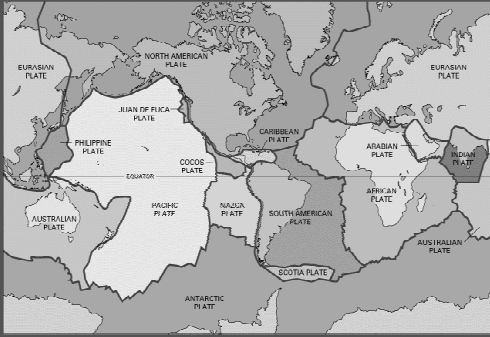 NORTH AMERICAN
PLATE
EURASIAN
PLATE
EURASIAN
PLATE
JUAN DE FUCA
PLATE
CARIBBEAN
PLATE
PHILIPPINE
PLATE
ARABIAN
PLATE
INDIAN
PLATE
COCOS
PLATE
EQUATOR
AFRICAN
PLATE
PACIFIC
PLATE
NAZCA
PLATE
SOUTH AMERICAN
PLATE
AUSTRALIAN
PLATE
AUSTRALIAN
PLATE
SCOTIA PLATE
ANTARCTIC
PLATE